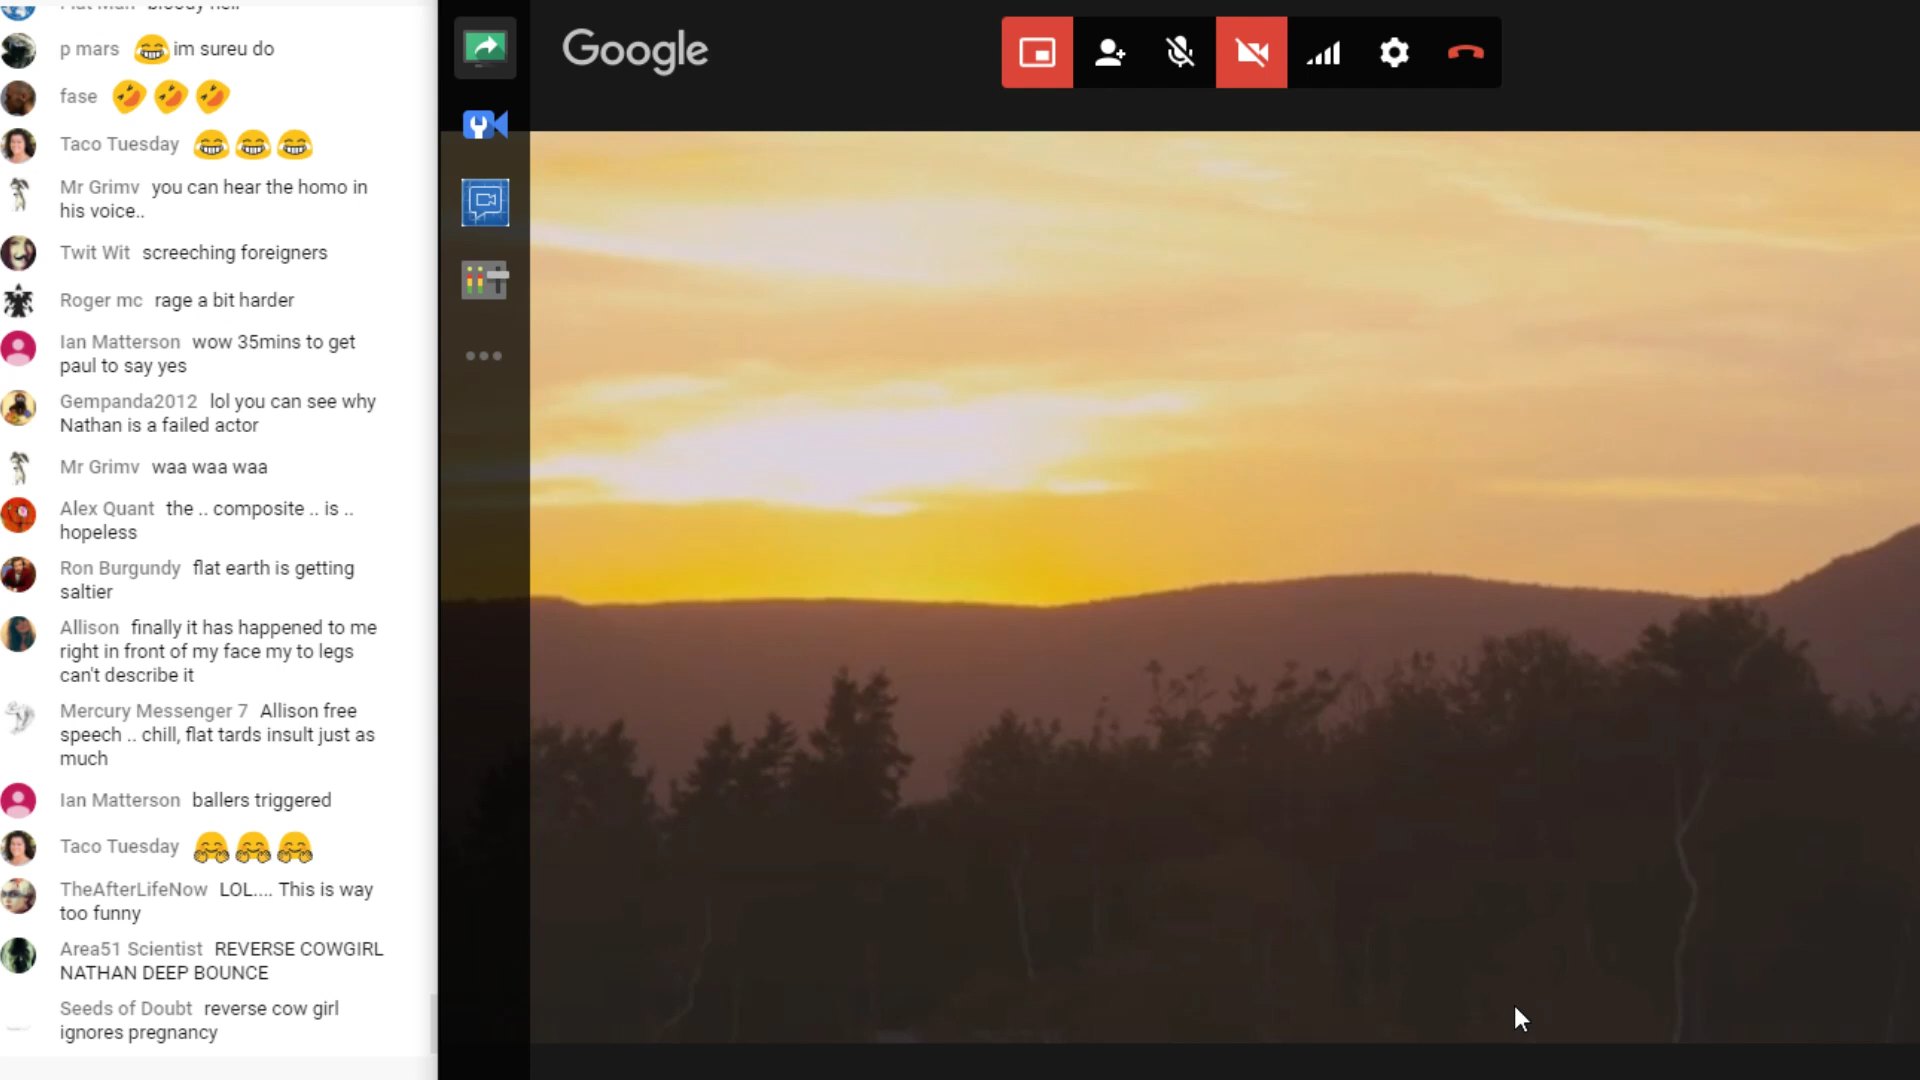 Flat Man bloody hell
p mars 😂 im sureu do
fase 🤣 🤣 🤣
Taco Tuesday 😂 😂 😂
Mr Grimv you can hear the homo in
his voice..
Twit Wit screeching foreigners
Roger mc rage a bit harder
Ian Matterson wow 35mins to get
paul to say yes
Gempanda2012 lol you can see why
Nathan is a failed actor
Mr Grimv waa waa waa
Alex Quant the .. composite .. is ..
hopeless
Ron Burgundy flat earth is getting
saltier
Allison finally it has happened to me
right in front of my face my to legs
can't describe it
Mercury Messenger 7 Allison free
speech .. chill, flat tards insult just as
much
Ian Matterson ballers triggered
Taco Tuesday 🤗 🤗 🤗
TheAfterLifeNow LOL.... This is way
too funny
Area51 Scientist REVERSE COWGIRL
NATHAN DEEP BOUNCE
Seeds of Doubt reverse cow girl
ignores pregnancy
Google